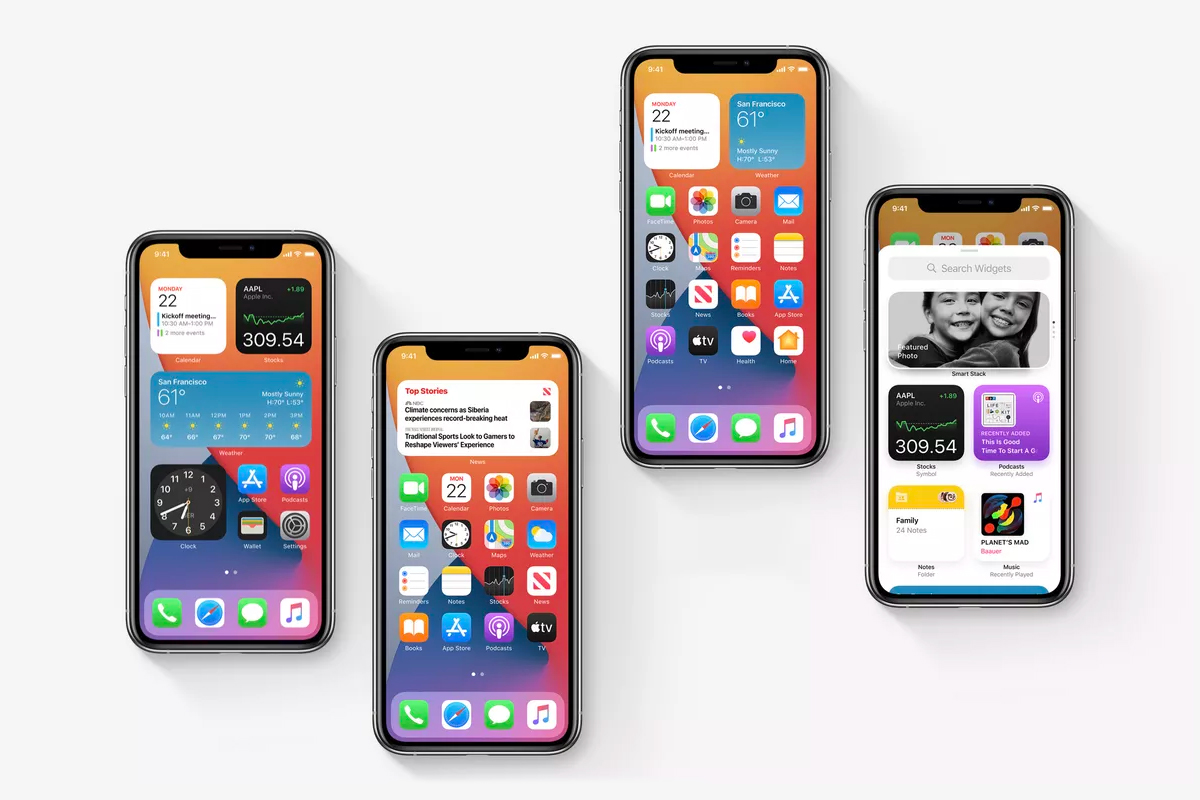 9:41
MONDAY
22
Kickoff meeting...
10:30 AM–1:00 PM
2 more events
Calendar
AAPL +1.89
Apple Inc.
309.54
Stocks
San Francisco
61°
Mostly Sunny
H:70° L:53°
10AM 11AM 12PM 1PM 2PM 3PM
64° 66° 67° 70° 70° 68°
Weather
12
11 1
10 2
9 3
8 4
7 5
6
+9
Clock
App Store Podcasts
Wallet Settings
9:41
Top Stories
NBC
Climate concerns as Siberia
experiences record-breaking heat
Traditional Sports Look to Gamers to
Reshape Viewers' Experience
News
MON
22
FaceTime Calendar Photos Camera
Mail Clock Maps Weather
Reminders Notes Stocks News
tv
Books App Store Podcasts TV
9:41
MONDAY
22
Kickoff meeting...
10:30 AM–1:00 PM
2 more events
Calendar
San Francisco
61°
Mostly Sunny
H:70° L:53°
Weather
FaceTime Photos Camera Mail
Clock Maps Reminders Notes
Stocks News Books App Store
tv
Podcasts TV Health Home
9:41
MON
Search Widgets
Featured
Photo
Smart Stack
AAPL +1.89
Apple Inc.
309.54
Stocks
Symbol
LIFE
KIT
RECENTLY ADDED
This Is Good
Time To Start A G
Podcasts
Recently Added
Family
24 Notes
Notes
Folder
PLANET'S MAD
Baauer
Music
Recently Played